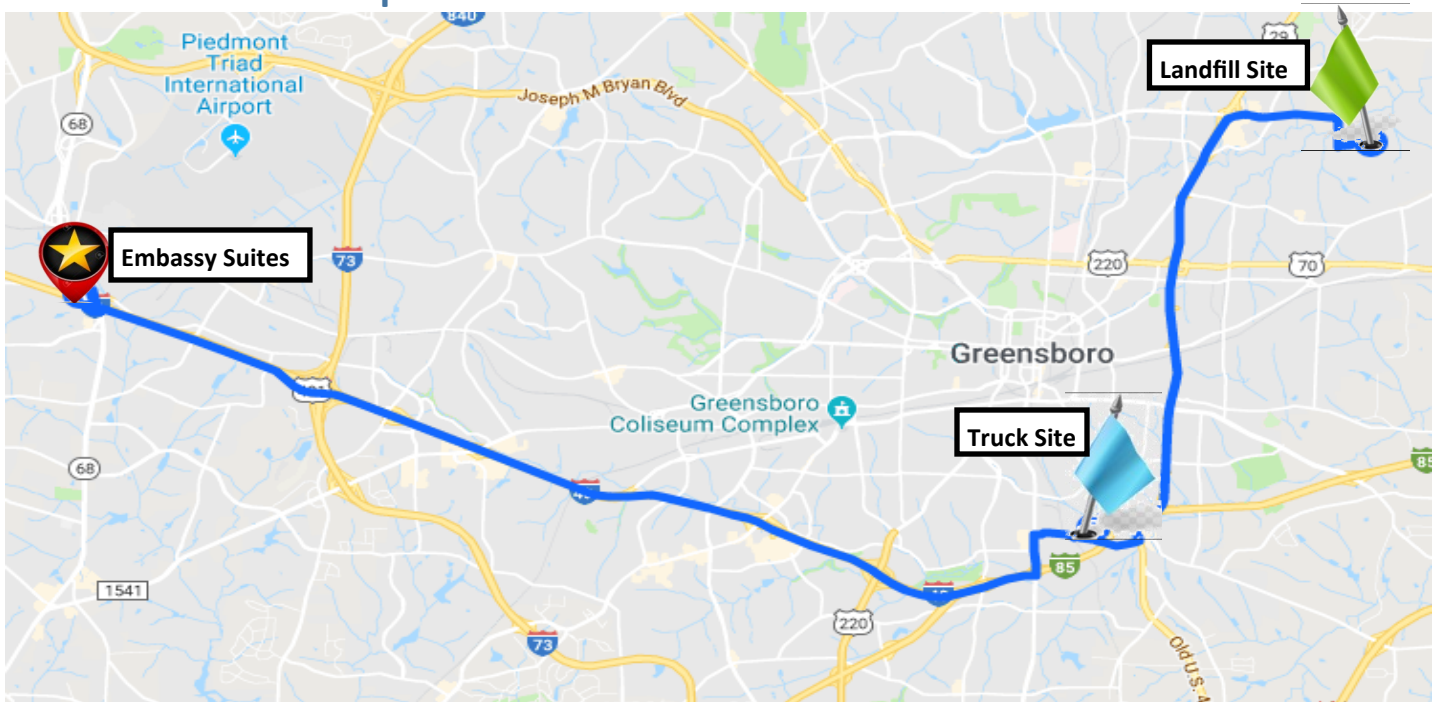 840
Piedmont
Triad
International
Airport
29
Landfill Site
Joseph M Bryan Blvd
68
Embassy Suites
73
220
70
Greensboro
Greensboro
Coliseum Complex
Truck Site
68
85
85
1541
220
73
Old U.S. 4